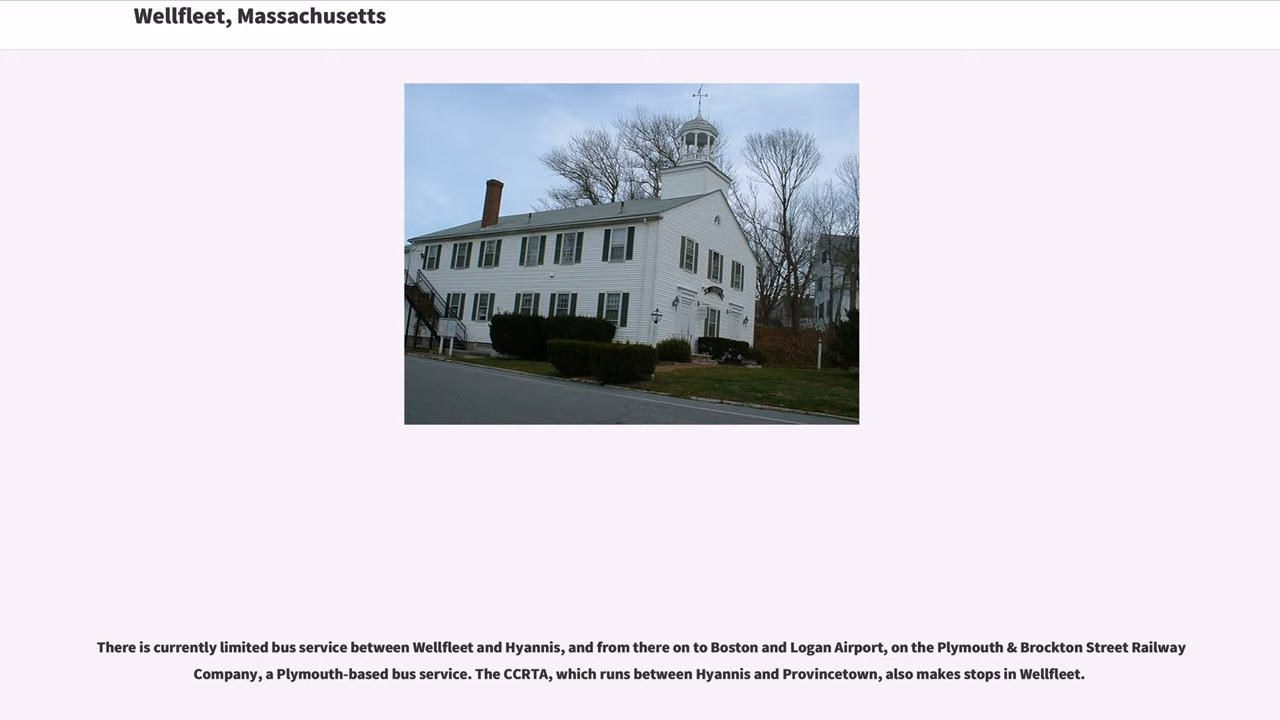 Wellfleet, Massachusetts
There is currently limited bus service between Wellfleet and Hyannis, and from there on to Boston and Logan Airport, on the Plymouth & Brockton Street Railway
Company, a Plymouth-based bus service. The CCRTA, which runs between Hyannis and Provincetown, also makes stops in Wellfleet.